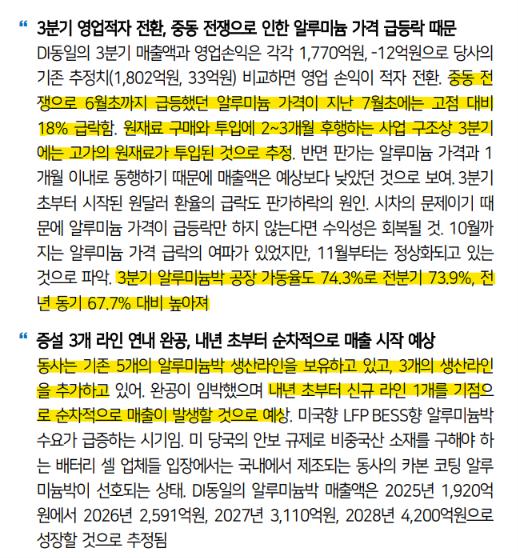 “ 3분기 영업적자 전환, 중동 전쟁으로 인한 알루미늄 가격 급등락 때문
DI동일의 3분기 매출액과 영업손익은 각각 1,770억원, -12억원으로 당사의
기존 추정치(1,802억원, 33억원) 비교하면 영업 손익이 적자 전환. 중동 전
쟁으로 6월초까지 급등했던 알루미늄 가격이 지난 7월초에는 고점 대비
18% 급락함. 원재료 구매와 투입에 2~3개월 후행하는 사업 구조상 3분기
에는 고가의 원재료가 투입된 것으로 추정. 반면 판가는 알루미늄 가격과 1
개월 이내로 동행하기 때문에 매출액은 예상보다 낮았던 것으로 보여. 3분기
초부터 시작된 원달러 환율의 급락도 판가하락의 원인. 시차의 문제이기 때
문에 알루미늄 가격이 급등락만 하지 않는다면 수익성은 회복될 것. 10월까
지는 알루미늄 가격 급락의 여파가 있었지만, 11월부터는 정상화되고 있는
것으로 파악. 3분기 알루미늄박 공장 가동율도 74.3%로 전분기 73.9%, 전
년 동기 67.7% 대비 높아져
“ 증설 3개 라인 연내 완공, 내년 초부터 순차적으로 매출 시작 예상
동사는 기존 5개의 알루미늄박 생산라인을 보유하고 있고, 3개의 생산라인
을 추가하고 있어. 완공이 임박했으며 내년 초부터 신규 라인 1개를 기점으
로 순차적으로 매출이 발생할 것으로 예상. 미국향 LFP BESS향 알루미늄박
수요가 급증하는 시기임. 미 당국의 안보 규제로 비중국산 소재를 구해야 하
는 배터리 셀 업체들 입장에서는 국내에서 제조되는 동사의 카본 코팅 알루
미늄박이 선호되는 상태. DI동일의 알루미늄박 매출액은 2025년 1,920억
원에서 2026년 2,591억원, 2027년 3,110억원, 2028년 4,200억원으로
성장할 것으로 추정됨